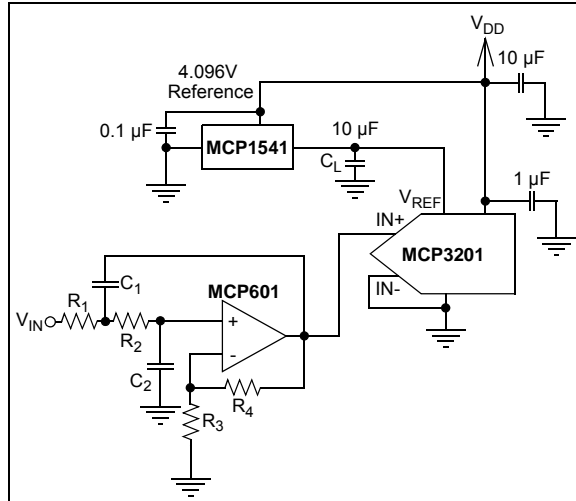 V_DD
10 µF
4.096V
Reference
0.1 µF
MCP1541
10 µF
C_L
1 µF
V_REF
IN+
MCP3201
IN-
C_1
MCP601
V_IN
R_1
R_2
+
-
C_2
R_4
R_3